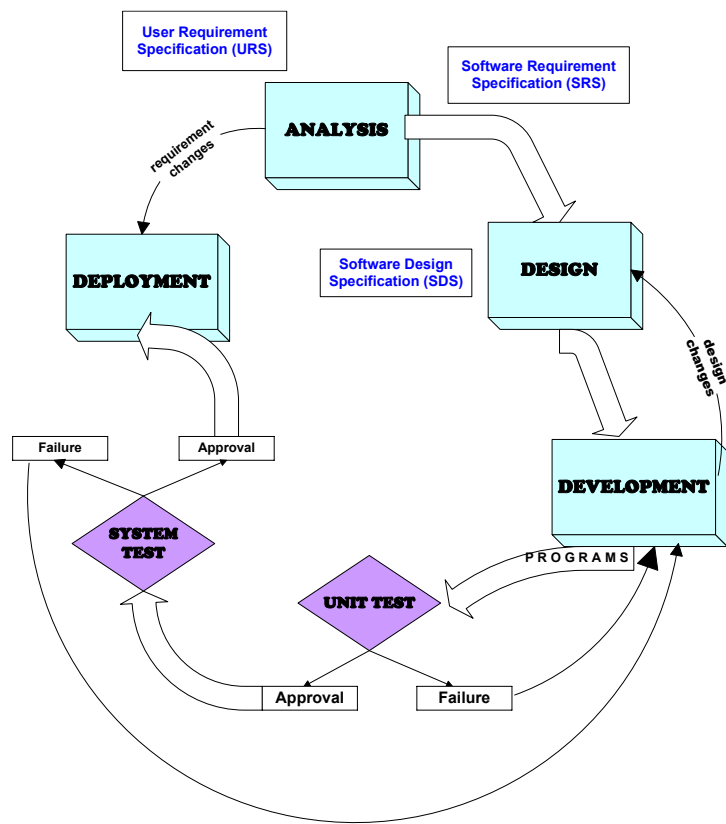 User Requirement
Specification (URS)
Software Requirement
Specification (SRS)
ANALYSIS
requirement
changes
DEPLOYMENT
Software Design
Specification (SDS)
DESIGN
design
changes
Failure
Approval
DEVELOPMENT
SYSTEM
TEST
PROGRAMS
UNIT TEST
Approval
Failure